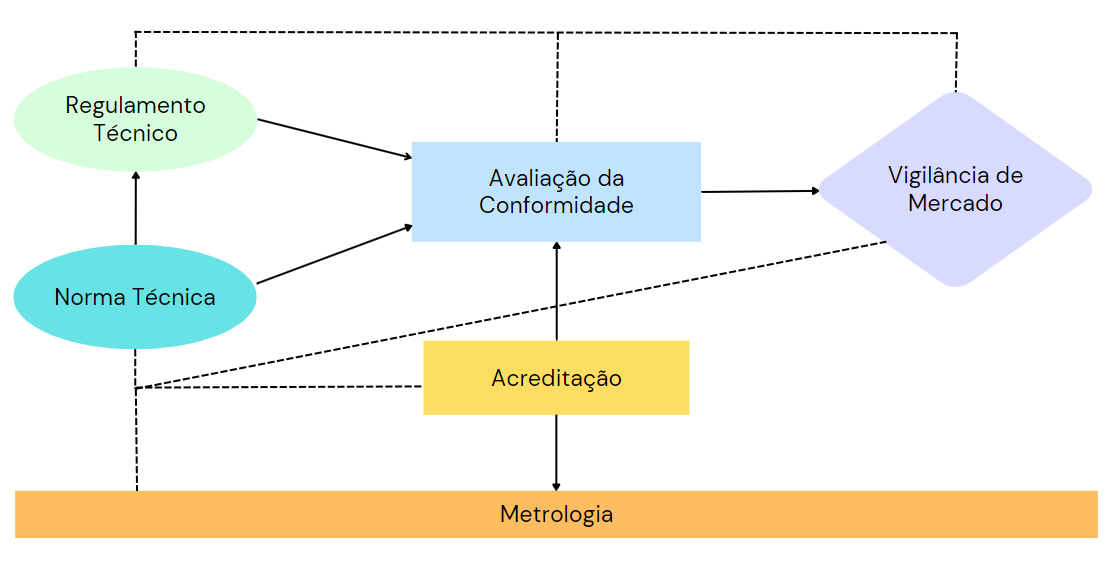 Regulamento
Técnico
Avaliação da
Conformidade
Vigilância de
Mercado
Norma Técnica
Acreditação
Metrologia